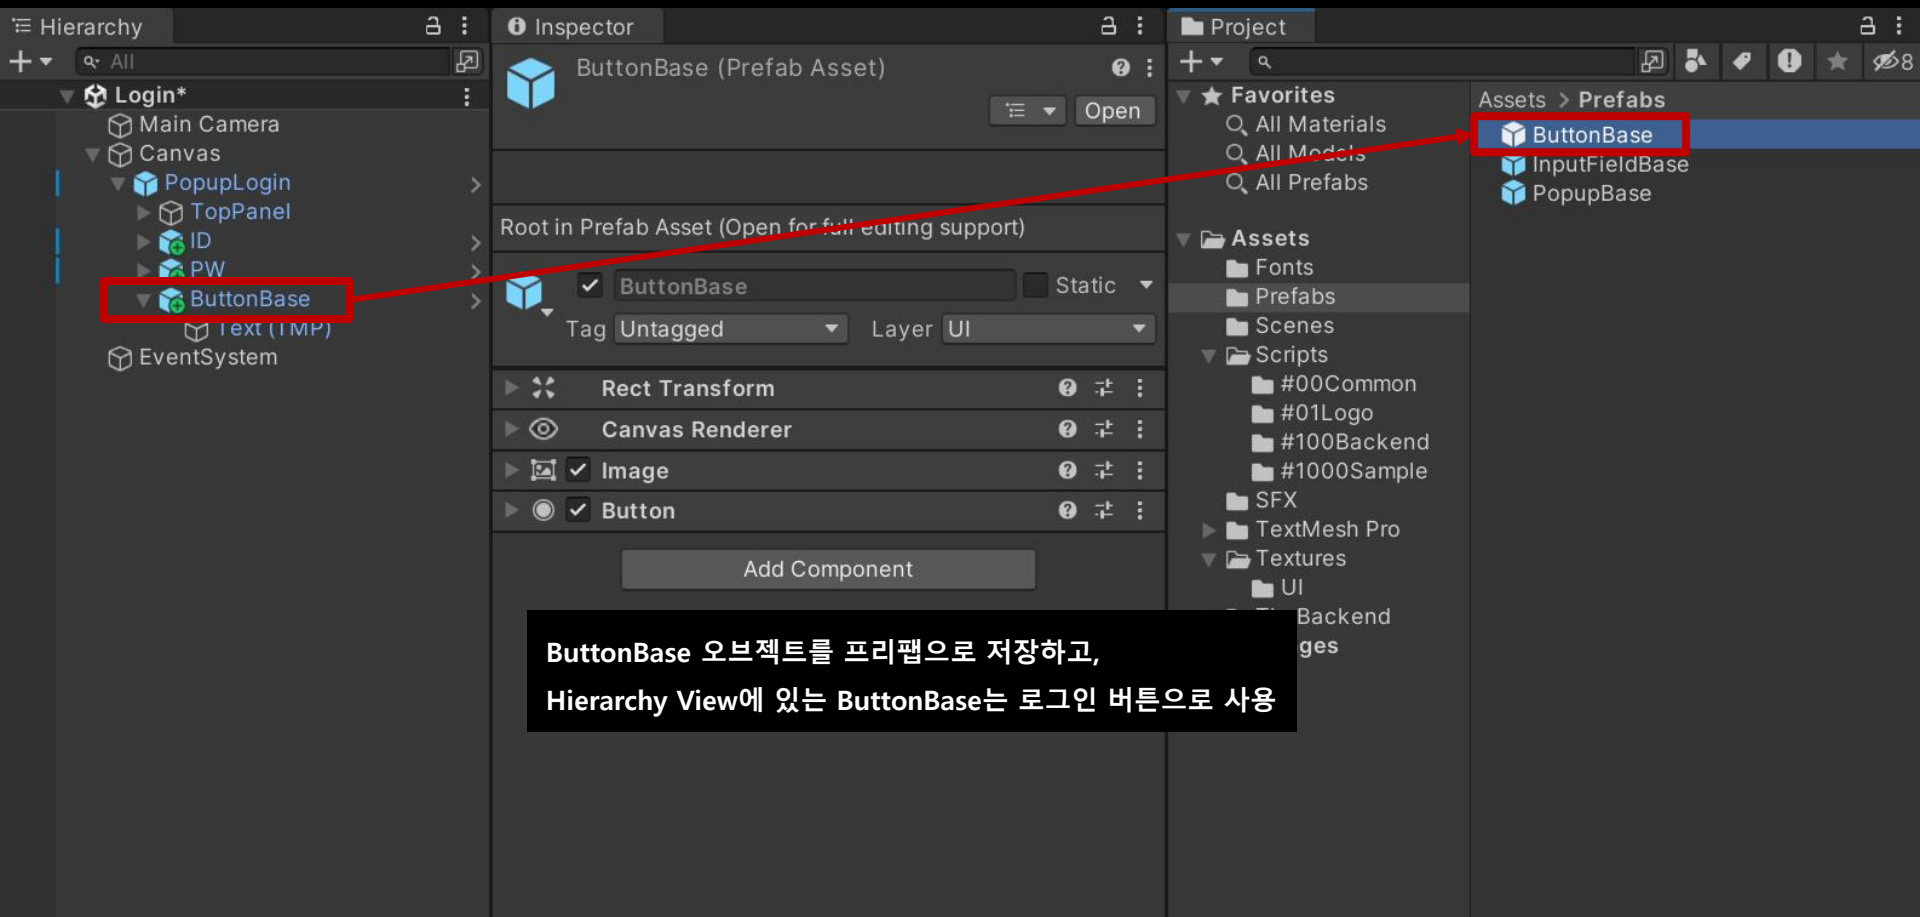 Hierarchy
All
Login*
Main Camera
Canvas
PopupLogin
TopPanel
ID
PW
ButtonBase
Text (TMP)
EventSystem
Inspector
ButtonBase (Prefab Asset)
Open
Root in Prefab Asset (Open for full editing support)
ButtonBase
Static
Tag Untagged
Layer UI
Rect Transform
Canvas Renderer
Image
Button
Add Component
ButtonBase 오브젝트를 프리팹으로 저장하고,
Hierarchy View에 있는 ButtonBase는 로그인 버튼으로 사용
Project
8
Favorites
All Materials
All Models
All Prefabs
Assets
Fonts
Prefabs
Scenes
Scripts
#00Common
#01Logo
#100Backend
#1000Sample
SFX
TextMesh Pro
Textures
UI
Backend
ges
Assets > Prefabs
ButtonBase
InputFieldBase
PopupBase